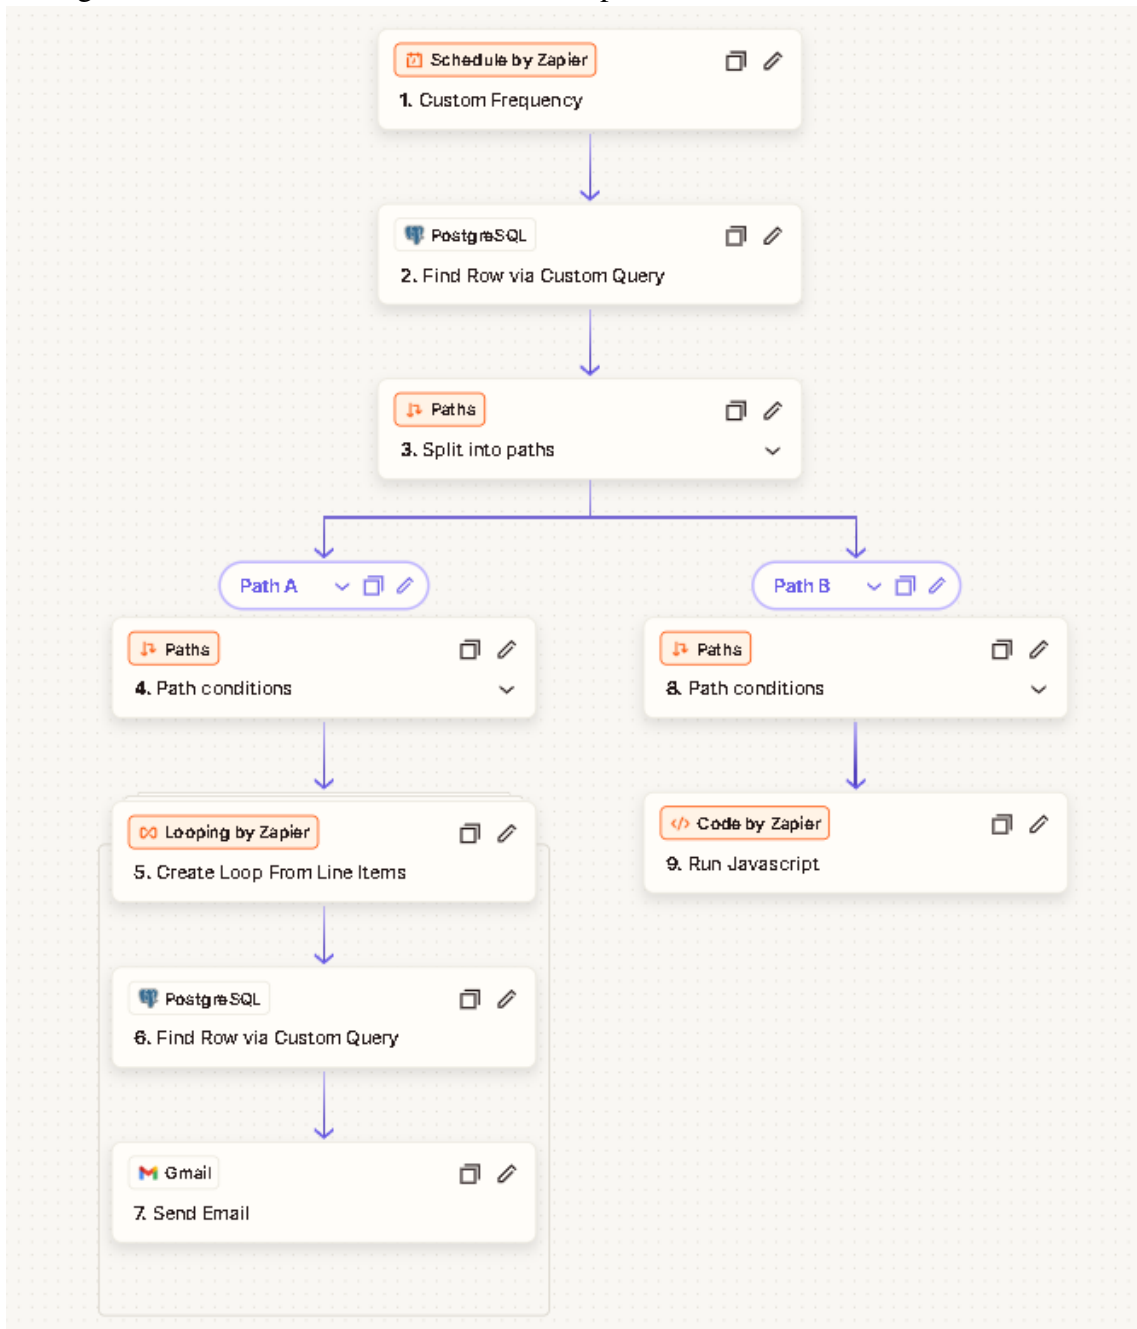 Schedule by Zapier
1. Custom Frequency
PostgreSQL
2. Find Row via Custom Query
Paths
3. Split into paths
Path A
Path B
Paths
4. Path conditions
Paths
8. Path conditions
Looping by Zapier
5. Create Loop From Line Items
Code by Zapier
9. Run Javascript
PostgreSQL
6. Find Row via Custom Query
Gmail
7. Send Email